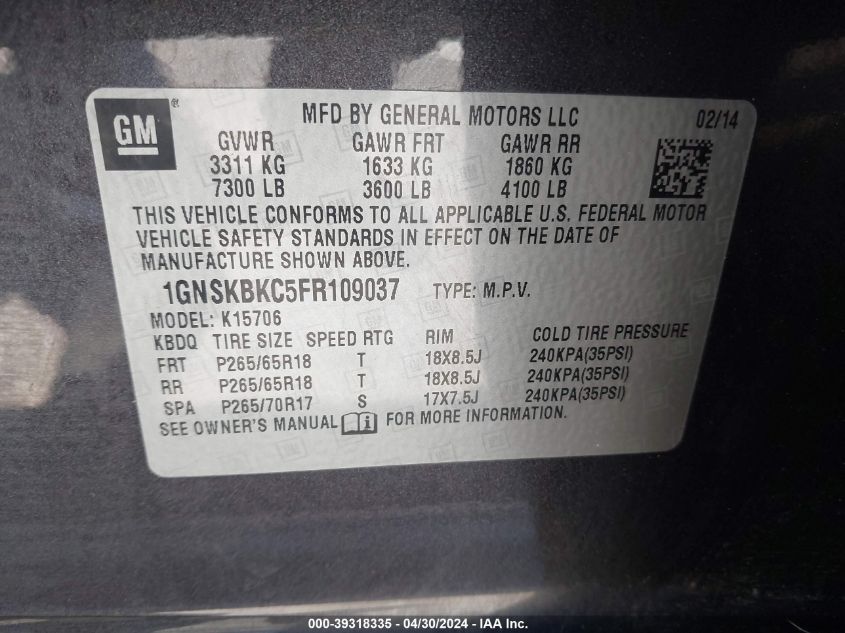 GM® MFD BY GENERAL MOTORS LLC 02/14
GVWR GAWR FRT GAWR RR
3311 KG 1633 KG 1860 KG
7300 LB 3600 LB 4100 LB
THIS VEHICLE CONFORMS TO ALL APPLICABLE U.S. FEDERAL MOTOR
VEHICLE SAFETY STANDARDS IN EFFECT ON THE DATE OF
MANUFACTURE SHOWN ABOVE.
1GNSKBKC5FR109037 TYPE: M.P.V.
MODEL: K15706
KBDQ TIRE SIZE SPEED RTG RIM COLD TIRE PRESSURE
FRT P265/65R18 T 18X8.5J 240KPA(35PSI)
RR P265/65R18 T 18X8.5J 240KPA(35PSI)
SPA P265/70R17 S 17X7.5J 240KPA(35PSI)
SEE OWNER'S MANUAL FOR MORE INFORMATION.
000-39318335 - 04/30/2024 - IAA Inc.